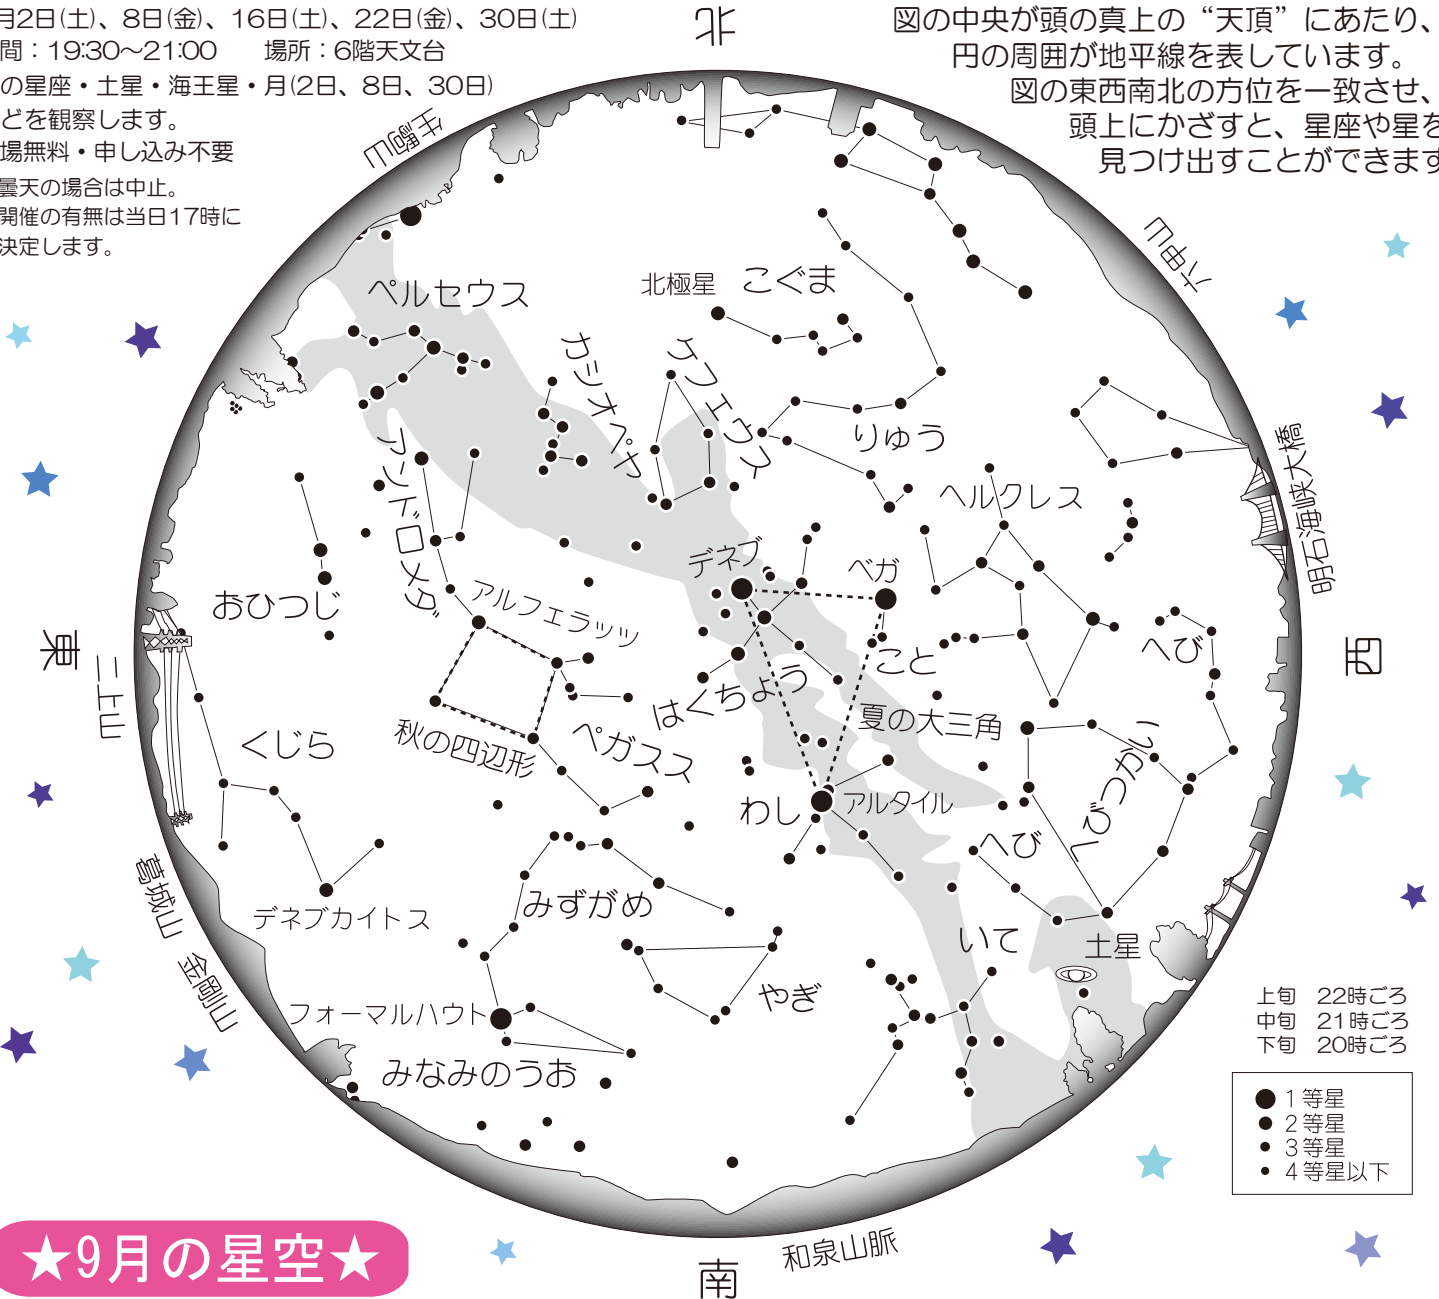 月2日(土)、8日(金)、16日(土)、22日(金)、30日(土)
間：19:30〜21:00　場所：6階天文台
の星座・土星・海王星・月(2日、8日、30日)
どを観察します。
場無料・申し込み不要
曇天の場合は中止。
開催の有無は当日17時に
決定します。
図の中央が頭の真上の“天頂”にあたり、
円の周囲が地平線を表しています。
図の東西南北の方位を一致させ、
頭上にかざすと、星座や星を
見つけ出すことができます
北
生駒山
六甲山
ペルセウス
北極星
こぐま
カシオペヤ
ケフェウス
りゅう
アンドロメダ
ヘルクレス
明石海峡大橋
デネブ
ベガ
おひつじ
アルフェラッツ
こと
へび
東
西
二上山
はくちょう
夏の大三角
秋の四辺形
ペガスス
くじら
へびつかい
わし
アルタイル
へび
葛城山
デネブカイトス
みずがめ
いて
土星
金剛山
やぎ
フォーマルハウト
みなみのうお
上旬　22時ごろ
中旬　21時ごろ
下旬　20時ごろ
1等星
2等星
3等星
4等星以下
和泉山脈
南
★9月の星空★